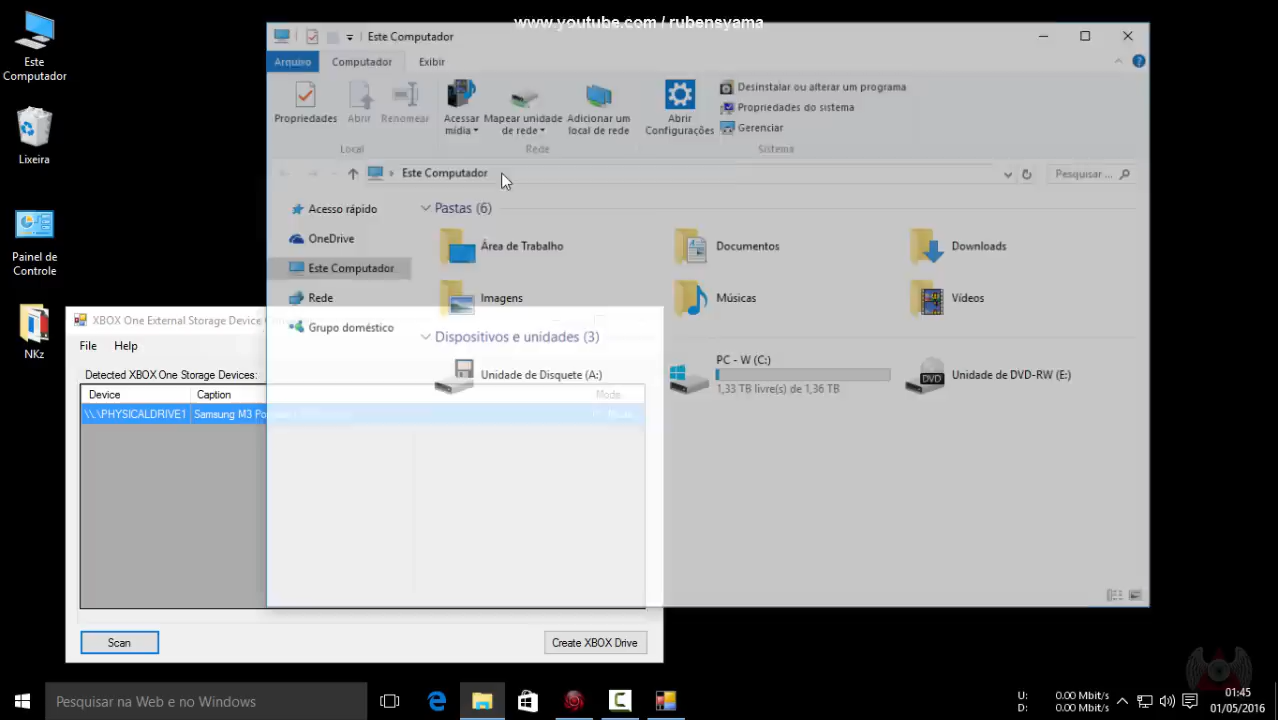 www.youtube.com / rubensyama
Este Computador
Este
Computador
Lixeira
Painel de
Controle
NKz
Arquivo
Computador
Exibir
Propriedades
Abrir
Renomear
Acessar
mídia
Mapear unidade
de rede
Adicionar um
local de rede
Abrir
Configurações
Desinstalar ou alterar um programa
Propriedades do sistema
Gerenciar
Local
Rede
Sistema
Este Computador
Pesquisar ...
Acesso rápido
OneDrive
Este Computador
Rede
Grupo doméstico
Pastas (6)
Área de Trabalho
Documentos
Downloads
Imagens
Músicas
Vídeos
Dispositivos e unidades (3)
Unidade de Disquete (A:)
PC - W (C:)
1,33 TB livre(s) de 1,36 TB
Unidade de DVD-RW (E:)
DVD
XBOX One External Storage Device
File
Help
Detected XBOX One Storage Devices:
Device
Caption
Mode
\\.\PHYSICALDRIVE1
Samsung M3
Scan
Create XBOX Drive
Pesquisar na Web e no Windows
U: 0.00 Mbit/s
D: 0.00 Mbit/s
01:45
01/05/2016